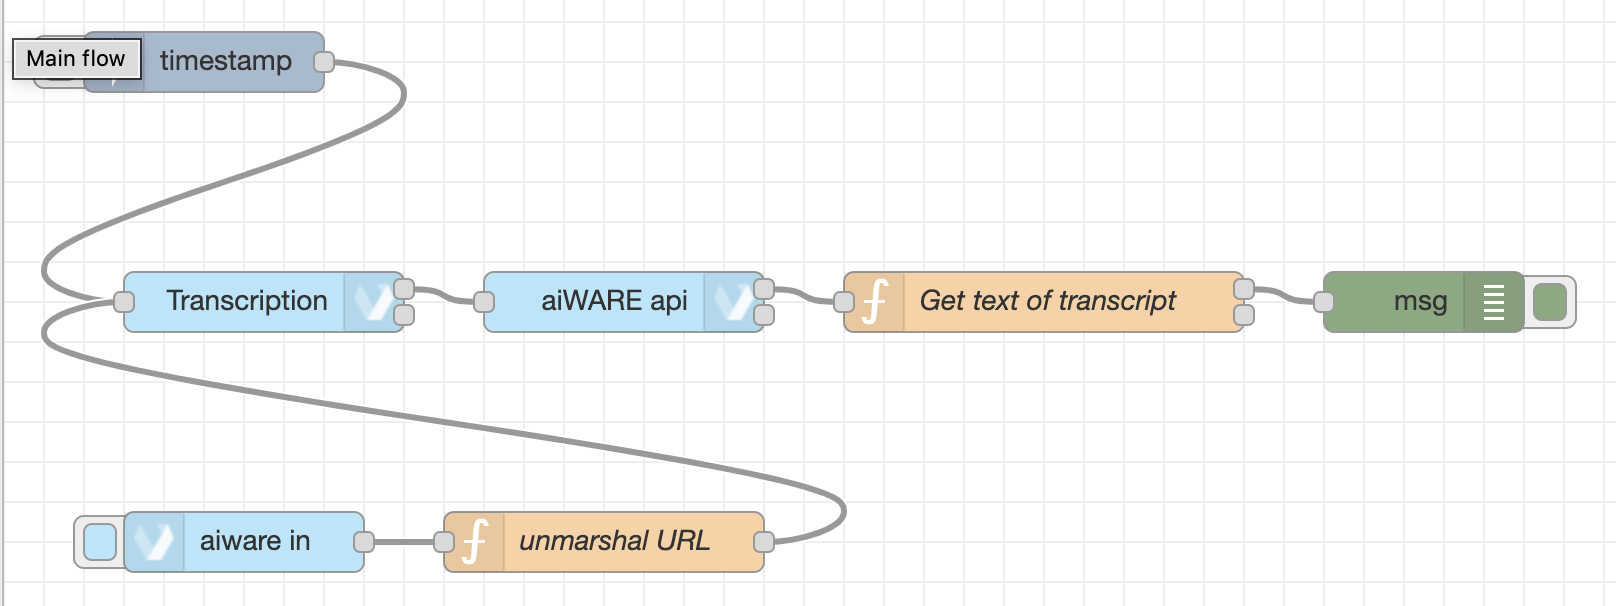 Main flow
timestamp
Transcription
aiWARE api
Get text of transcript
msg
aiware in
unmarshal URL